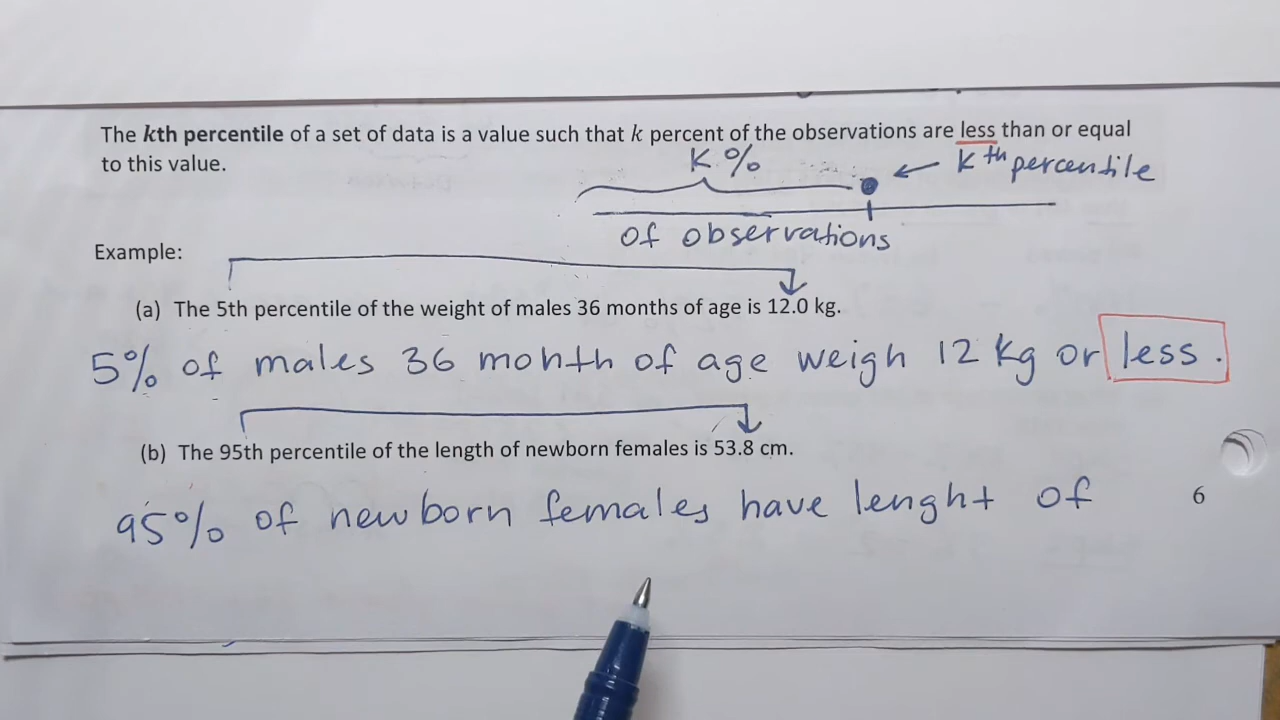 The kth percentile of a set of data is a value such that k percent of the observations are less than or equal
to this value.
K %
kth percentile
of observations
Example:
(a) The 5th percentile of the weight of males 36 months of age is 12.0 kg.
5% of males 36 month of age weigh 12 kg or less.
(b) The 95th percentile of the length of newborn females is 53.8 cm.
95% of newborn females have lenght of
6